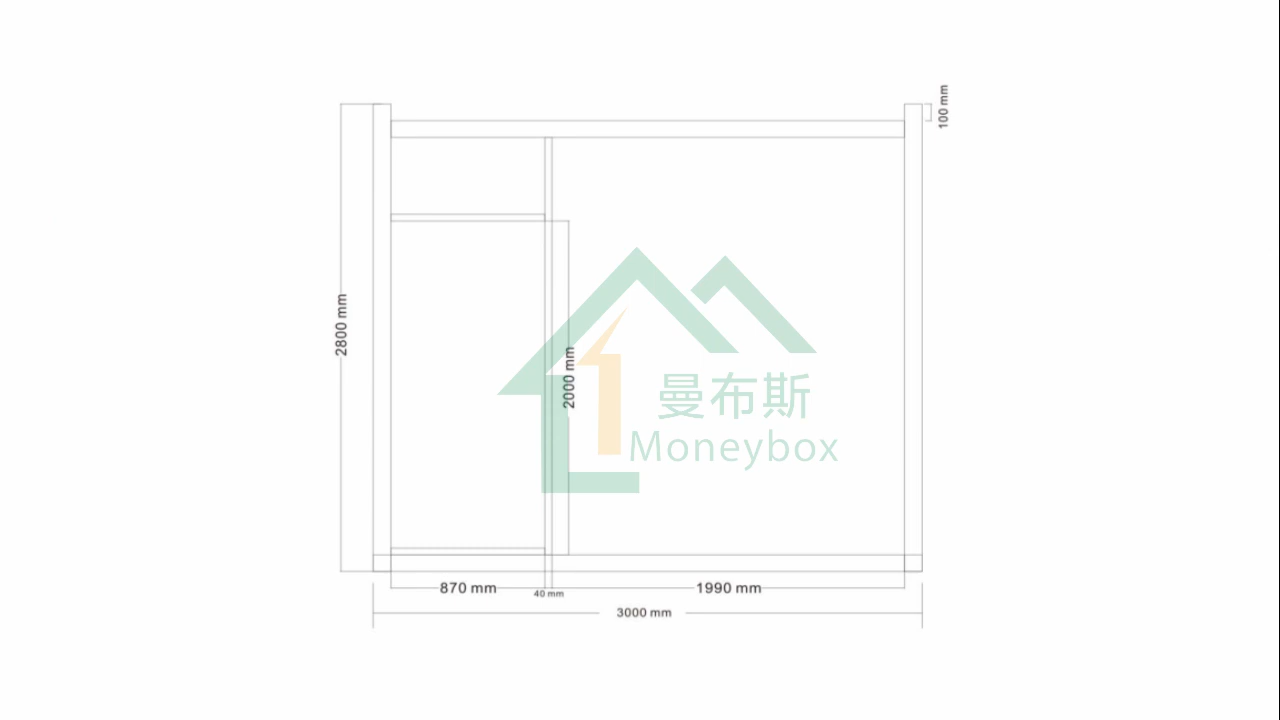 100 mm
2800 mm
2000 mm
曼布斯
Moneybox
870 mm
40 mm
1990 mm
3000 mm